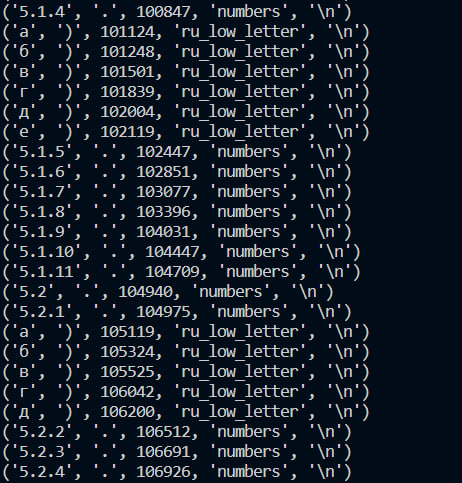 ('5.1.4', '.', 100847, 'numbers', '\n')
('а', ')', 101124, 'ru_low_letter', '\n')
('б', ')', 101248, 'ru_low_letter', '\n')
('в', ')', 101501, 'ru_low_letter', '\n')
('г', ')', 101839, 'ru_low_letter', '\n')
('д', ')', 102004, 'ru_low_letter', '\n')
('е', ')', 102119, 'ru_low_letter', '\n')
('5.1.5', '.', 102447, 'numbers', '\n')
('5.1.6', '.', 102851, 'numbers', '\n')
('5.1.7', '.', 103077, 'numbers', '\n')
('5.1.8', '.', 103396, 'numbers', '\n')
('5.1.9', '.', 104031, 'numbers', '\n')
('5.1.10', '.', 104447, 'numbers', '\n')
('5.1.11', '.', 104709, 'numbers', '\n')
('5.2', '.', 104940, 'numbers', '\n')
('5.2.1', '.', 104975, 'numbers', '\n')
('а', ')', 105119, 'ru_low_letter', '\n')
('б', ')', 105324, 'ru_low_letter', '\n')
('в', ')', 105525, 'ru_low_letter', '\n')
('г', ')', 106042, 'ru_low_letter', '\n')
('д', ')', 106200, 'ru_low_letter', '\n')
('5.2.2', '.', 106512, 'numbers', '\n')
('5.2.3', '.', 106691, 'numbers', '\n')
('5.2.4', '.', 106926, 'numbers', '\n')